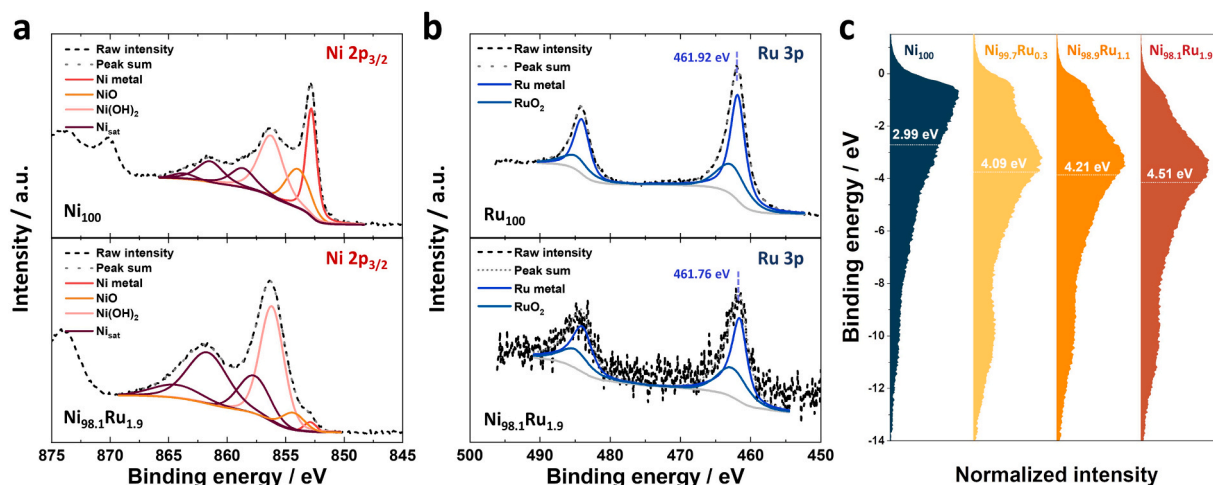 a
Ni 2p3/2
Raw intensity
Peak sum
Ni metal
NiO
Ni(OH)2
Nisat
Ni100
Ni 2p3/2
Raw intensity
Peak sum
Ni metal
NiO
Ni(OH)2
Nisat
Ni98.1Ru1.9
Intensity / a.u.
875 870 865 860 855 850 845
Binding energy / eV
b
Ru 3p
461.92 eV
Raw intensity
Peak sum
Ru metal
RuO2
Ru100
Ru 3p
461.76 eV
Raw intensity
Peak sum
Ru metal
RuO2
Ni98.1Ru1.9
Intensity / a.u.
500 490 480 470 460 450
Binding energy / eV
c
Ni100 Ni99.7Ru0.3 Ni98.9Ru1.1 Ni98.1Ru1.9
2.99 eV
4.09 eV
4.21 eV
4.51 eV
0
-2
-4
-6
-8
-10
-12
-14
Binding energy / eV
Normalized intensity